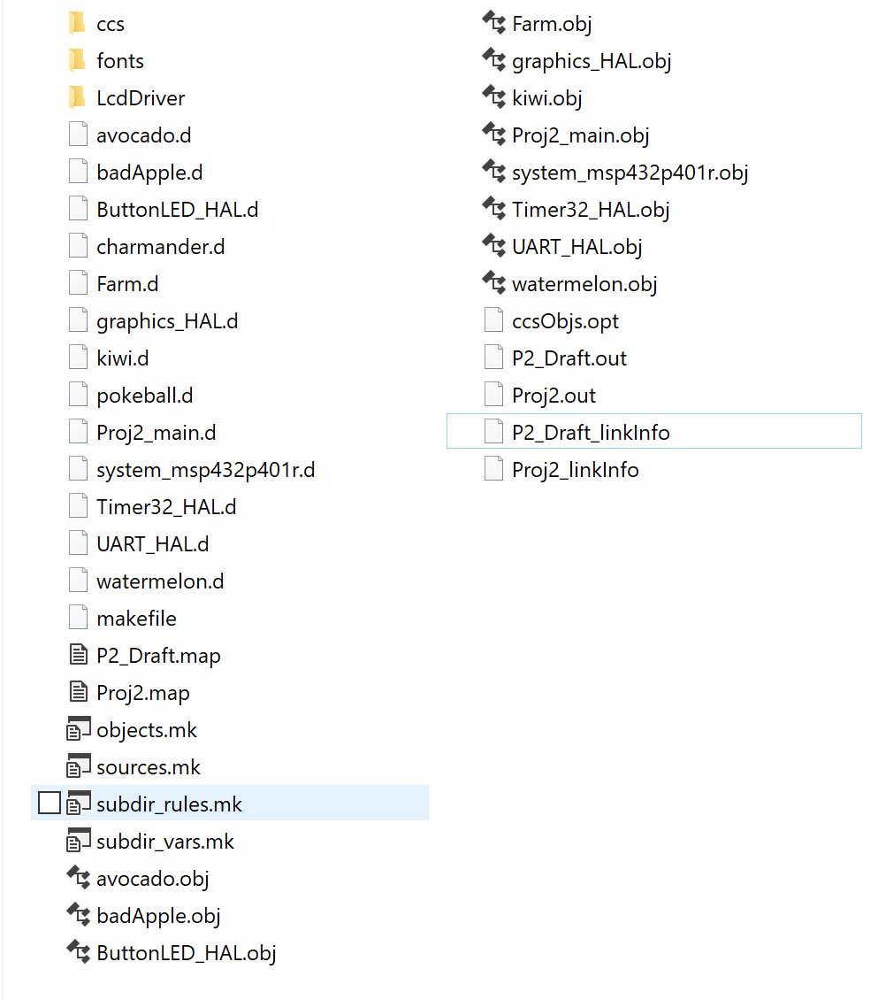 ccs
fonts
LcdDriver
avocado.d
badApple.d
ButtonLED_HAL.d
charmander.d
Farm.d
graphics_HAL.d
kiwi.d
pokeball.d
Proj2_main.d
system_msp432p401r.d
Timer32_HAL.d
UART_HAL.d
watermelon.d
makefile
P2_Draft.map
Proj2.map
objects.mk
sources.mk
subdir_rules.mk
subdir_vars.mk
avocado.obj
badApple.obj
ButtonLED_HAL.obj
Farm.obj
graphics_HAL.obj
kiwi.obj
Proj2_main.obj
system_msp432p401r.obj
Timer32_HAL.obj
UART_HAL.obj
watermelon.obj
ccsObjs.opt
P2_Draft.out
Proj2.out
P2_Draft_linkInfo
Proj2_linkInfo